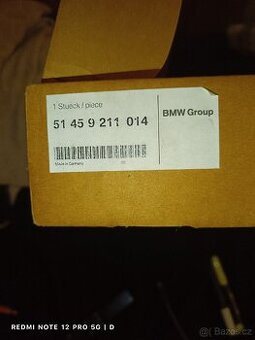 1 Stueck / piece
51 45 9 211 014
BMW Group
Made in Germany
REDMI NOTE 12 PRO 5G | D
Bazoš.cz